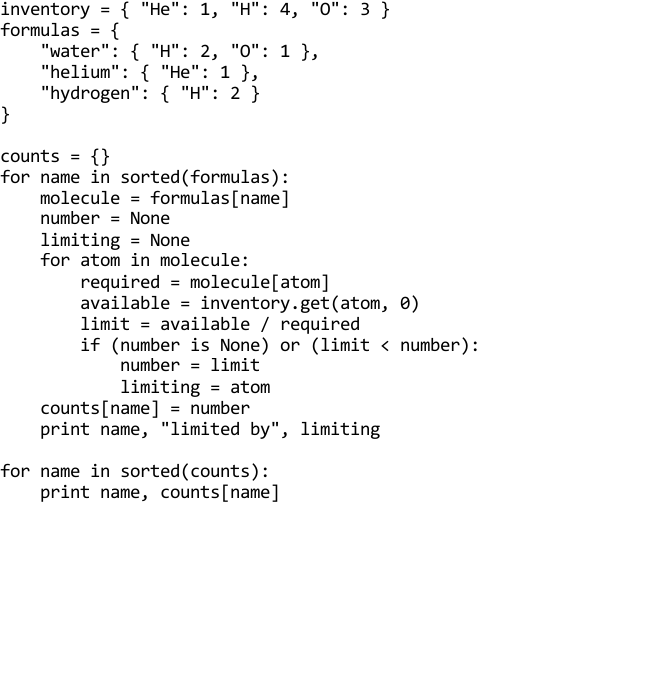 inventory = { "He": 1, "H": 4, "O": 3 }
formulas = {
    "water": { "H": 2, "O": 1 },
    "helium": { "He": 1 },
    "hydrogen": { "H": 2 }
}

counts = {}
for name in sorted(formulas):
    molecule = formulas[name]
    number = None
    limiting = None
    for atom in molecule:
        required = molecule[atom]
        available = inventory.get(atom, 0)
        limit = available / required
        if (number is None) or (limit < number):
            number = limit
            limiting = atom
    counts[name] = number
    print name, "limited by", limiting

for name in sorted(counts):
    print name, counts[name]